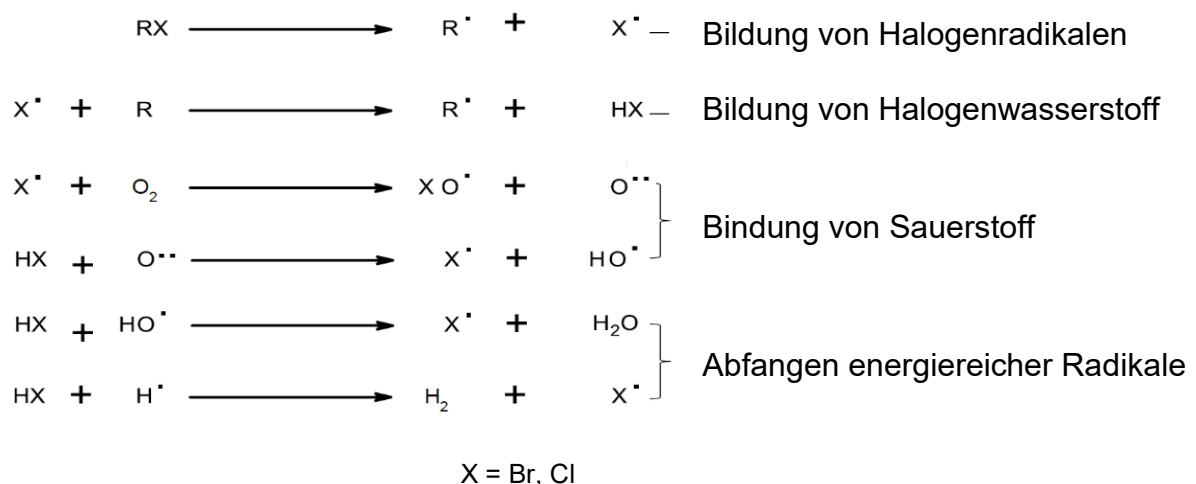 RX ⟶ R˙ + X˙ — Bildung von Halogenradikalen
X˙ + R ⟶ R˙ + HX — Bildung von Halogenwasserstoff
X˙ + O₂ ⟶ XO˙ + O¨
Bindung von Sauerstoff
HX + O¨ ⟶ X˙ + HO˙
HX + HO˙ ⟶ X˙ + H₂O
Abfangen energiereicher Radikale
HX + H˙ ⟶ H₂ + X˙
X = Br, Cl